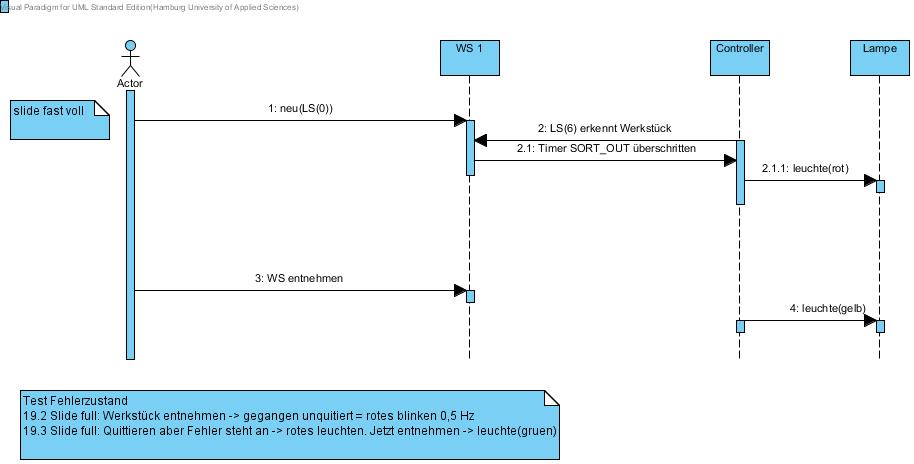 Visual Paradigm for UML Standard Edition(Hamburg University of Applied Sciences)
WS 1
Controller
Lampe
Actor
slide fast voll
1: neu(LS(0))
2: LS(6) erkennt Werkstück
2.1: Timer SORT_OUT überschritten
2.1.1: leuchte(rot)
3: WS entnehmen
4: leuchte(gelb)
Test Fehlerzustand
19.2 Slide full: Werkstück entnehmen -> gegangen unquitiert = rotes blinken 0,5 Hz
19.3 Slide full: Quittieren aber Fehler steht an -> rotes leuchten. Jetzt entnehmen -> leuchte(gruen)